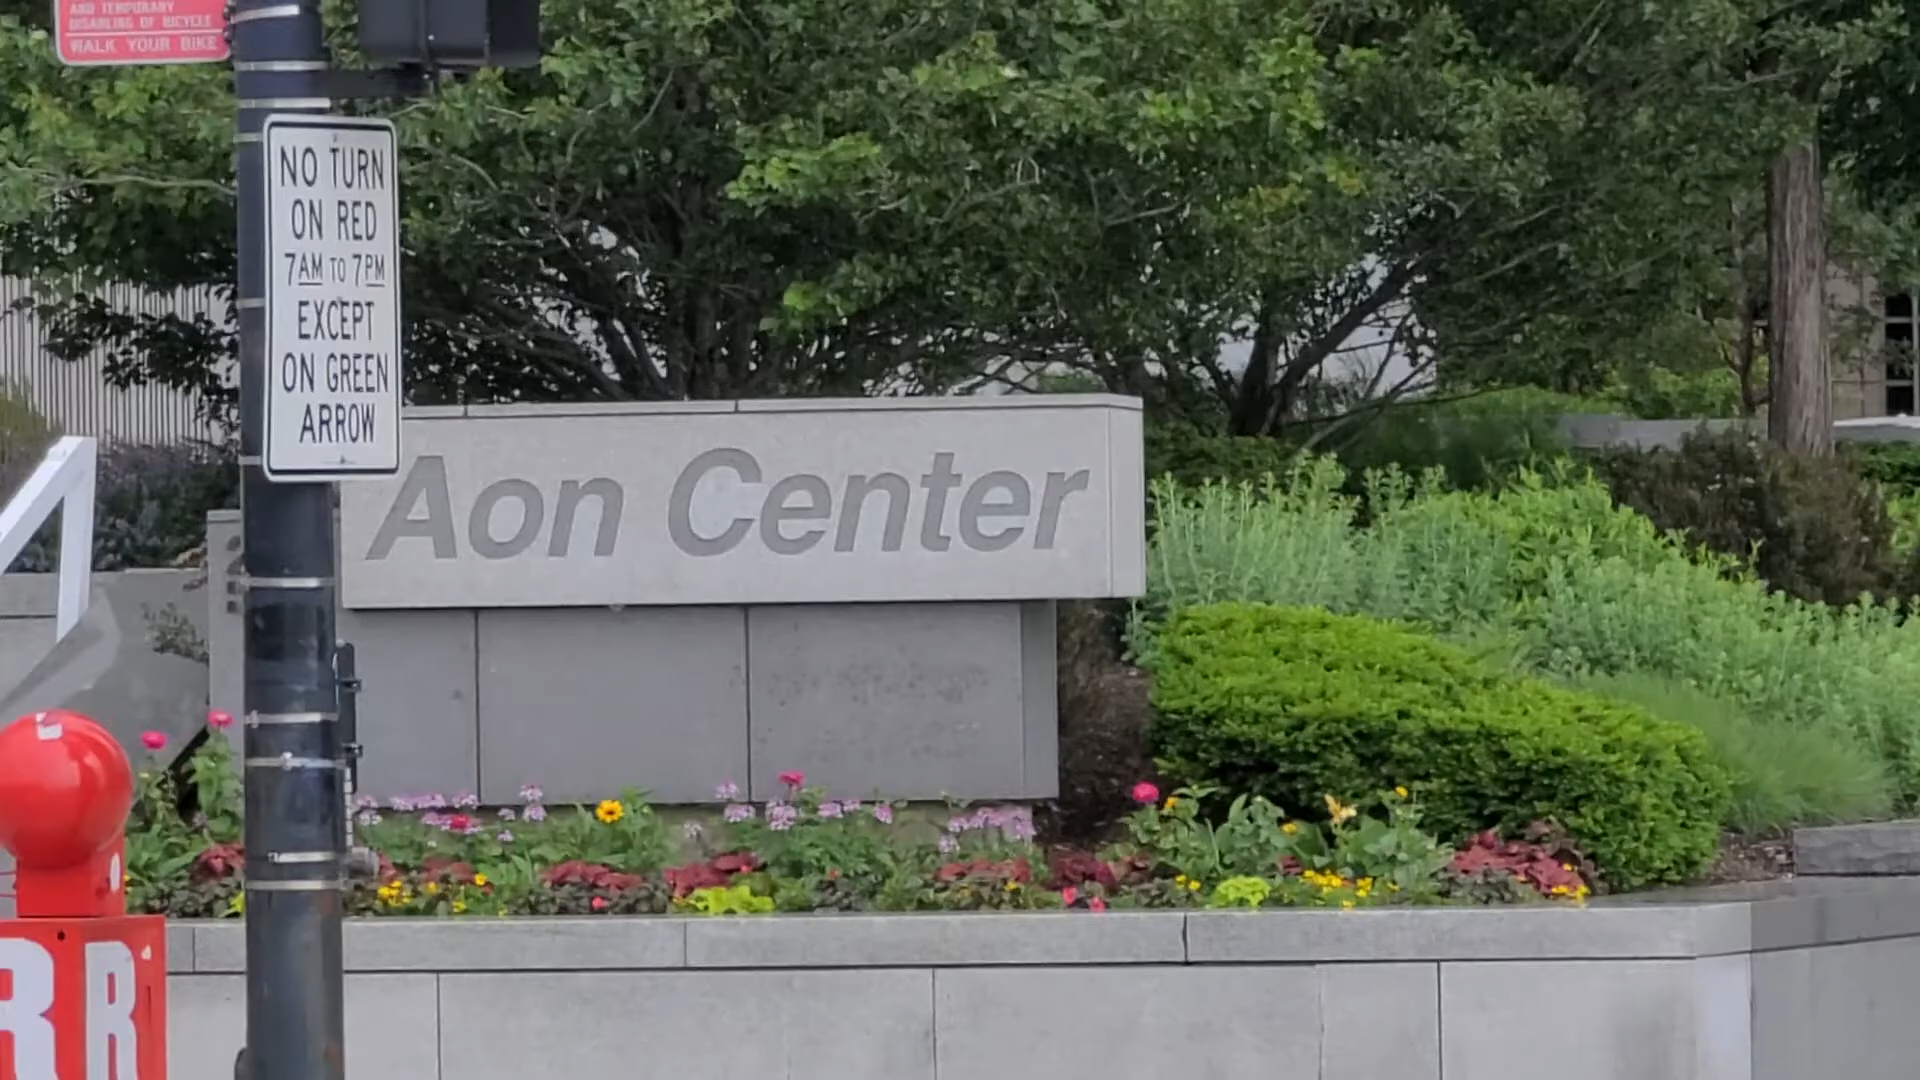 AND TEMPORARY
DISABLING OF BICYCLE
WALK YOUR BIKE
NO TURN
ON RED
7AM TO 7PM
EXCEPT
ON GREEN
ARROW
Aon Center
R R